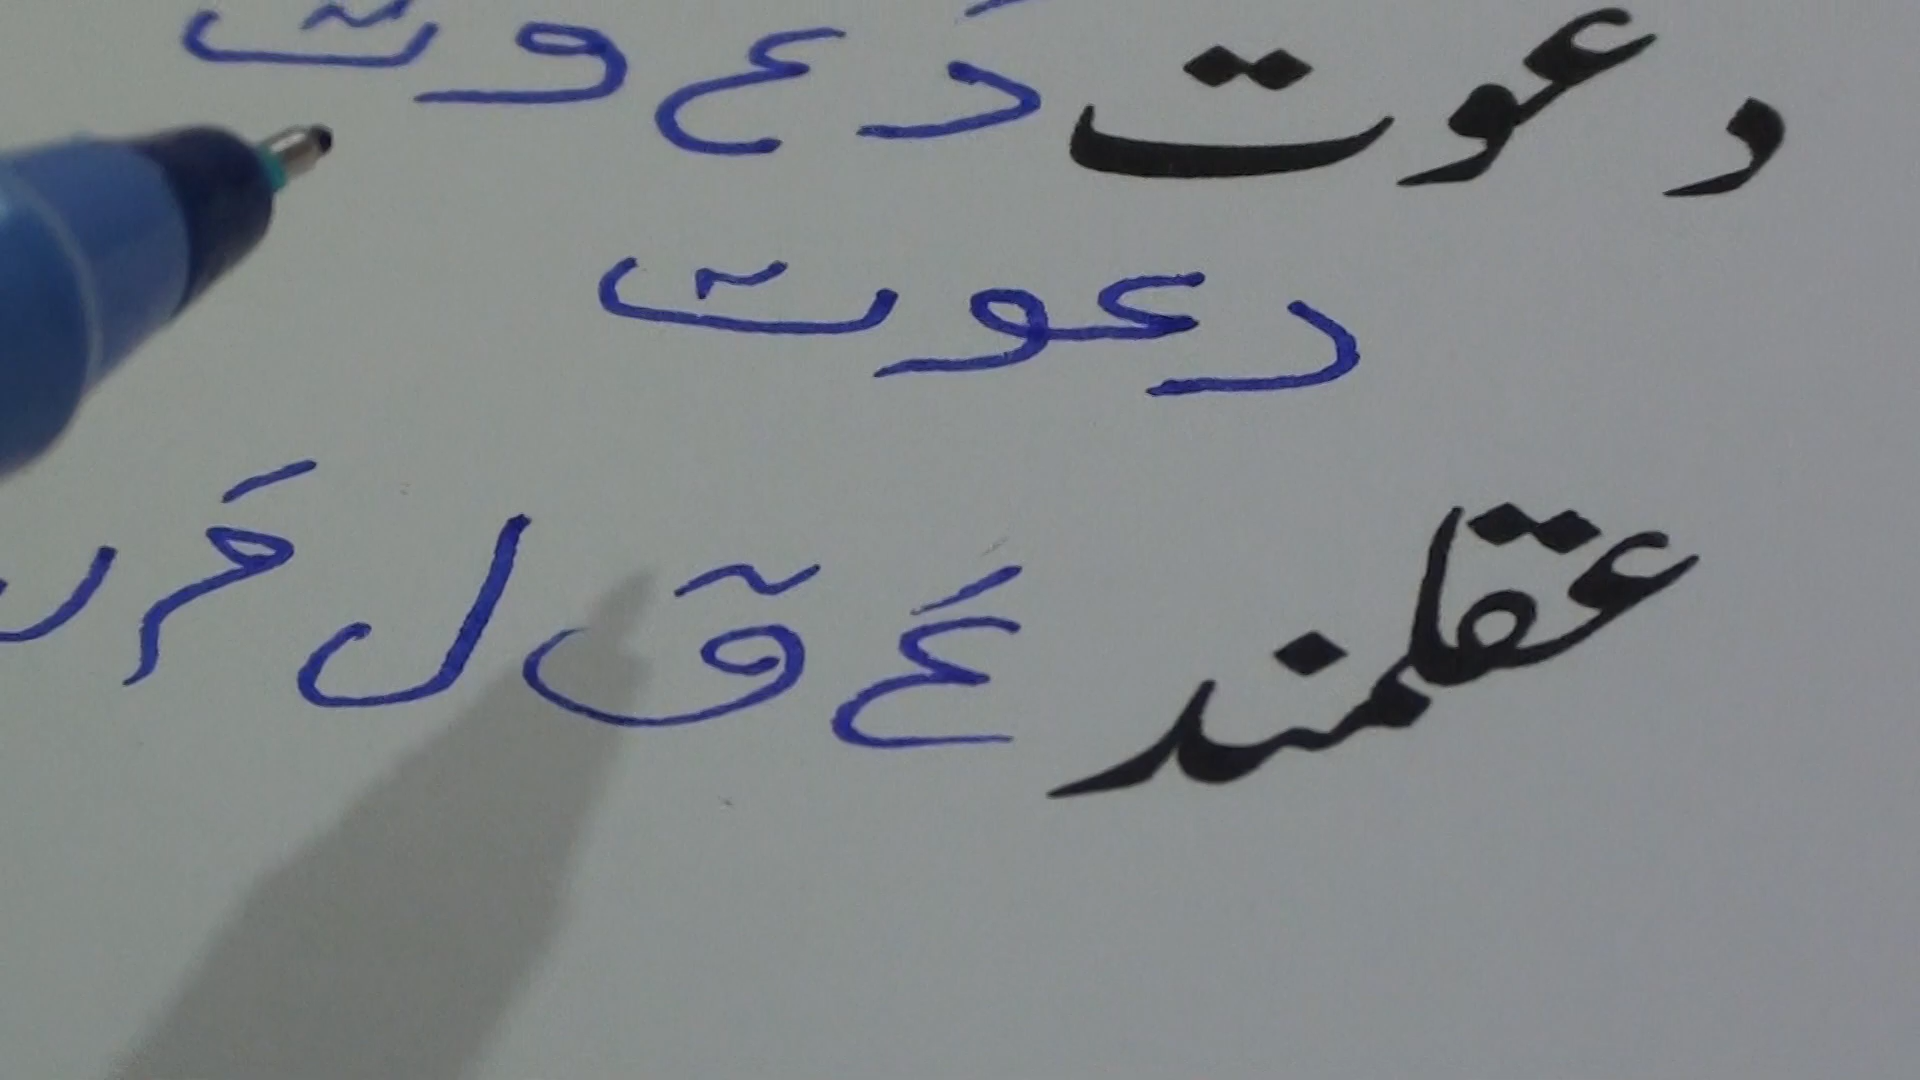 دعوت دَ ع و ت
دعوت
عقلمند عَ ق ل مَ ں